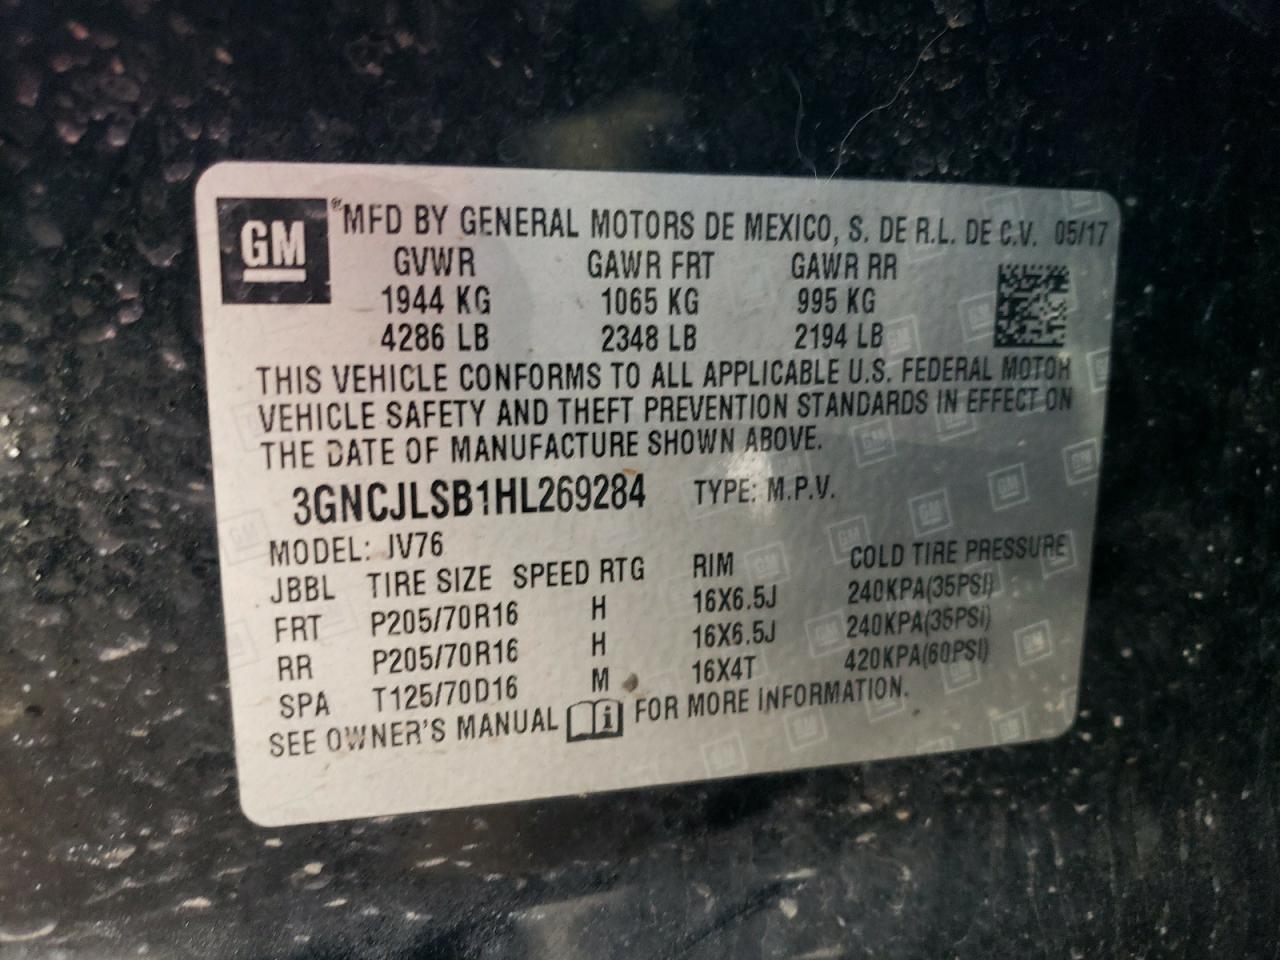 GM
® MFD BY GENERAL MOTORS DE MEXICO, S. DE R.L. DE C.V. 05/17
GVWR GAWR FRT GAWR RR
1944 KG 1065 KG 995 KG
4286 LB 2348 LB 2194 LB
THIS VEHICLE CONFORMS TO ALL APPLICABLE U.S. FEDERAL MOTOR
VEHICLE SAFETY AND THEFT PREVENTION STANDARDS IN EFFECT ON
THE DATE OF MANUFACTURE SHOWN ABOVE.
3GNCJLSB1HL269284 TYPE: M.P.V.
MODEL: JV76
JBBL TIRE SIZE SPEED RTG RIM COLD TIRE PRESSURE
FRT P205/70R16 H 16X6.5J 240KPA(35PSI)
RR P205/70R16 H 16X6.5J 240KPA(35PSI)
SPA T125/70D16 M 16X4T 420KPA(60PSI)
SEE OWNER'S MANUAL i FOR MORE INFORMATION.